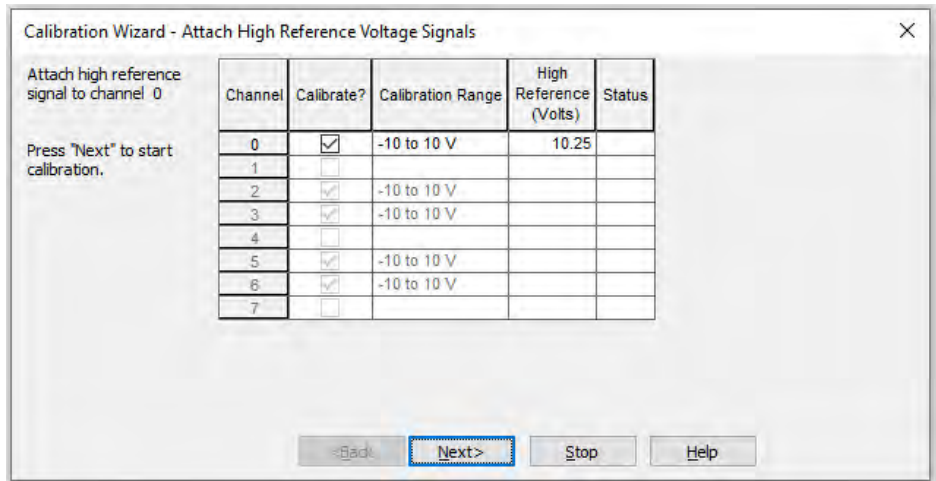 Calibration Wizard - Attach High Reference Voltage Signals
Attach high reference
signal to channel 0
Press "Next" to start
calibration.
Channel Calibrate? Calibration Range High Reference (Volts) Status
0 -10 to 10 V 10.25
1
2 -10 to 10 V
3 -10 to 10 V
4
5 -10 to 10 V
6 -10 to 10 V
7
<Back Next> Stop Help